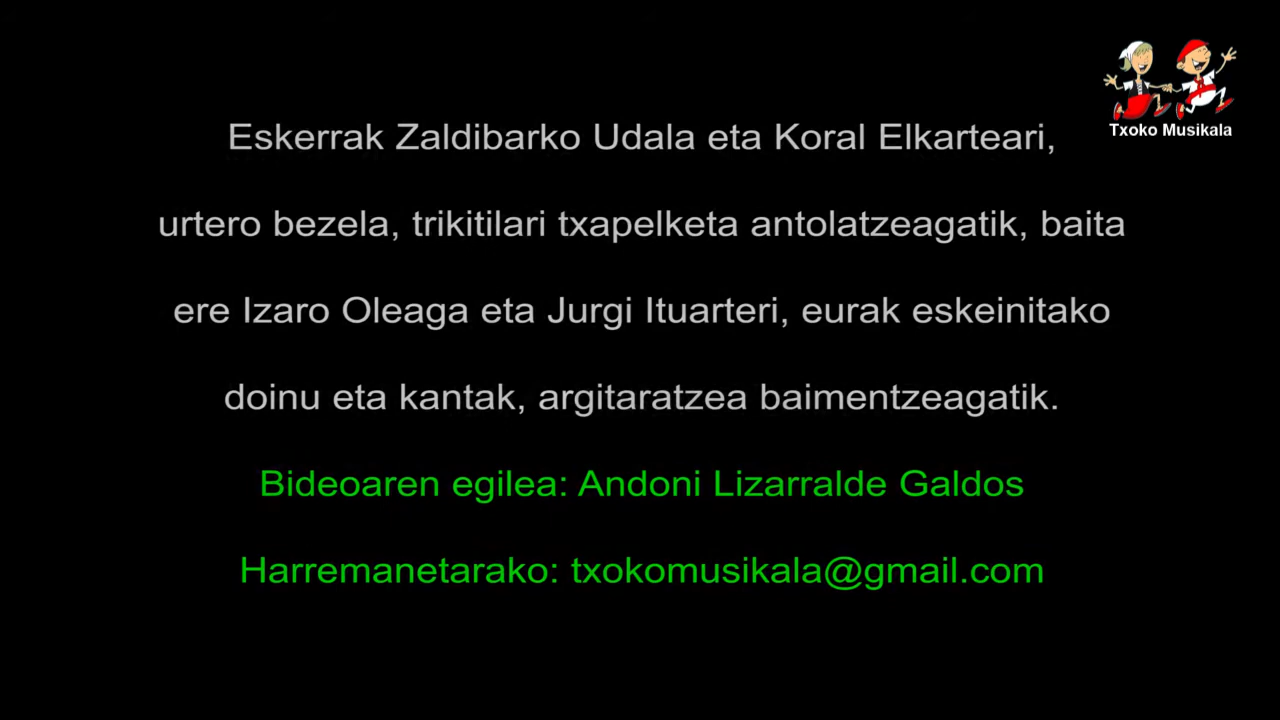 Txoko Musikala
Eskerrak Zaldibarko Udala eta Koral Elkarteari,
urtero bezela, trikitilari txapelketa antolatzeagatik, baita
ere Izaro Oleaga eta Jurgi Ituarteri, eurak eskeinitako
doinu eta kantak, argitaratzea baimentzeagatik.
Bideoaren egilea: Andoni Lizarralde Galdos
Harremanetarako: txokomusikala@gmail.com